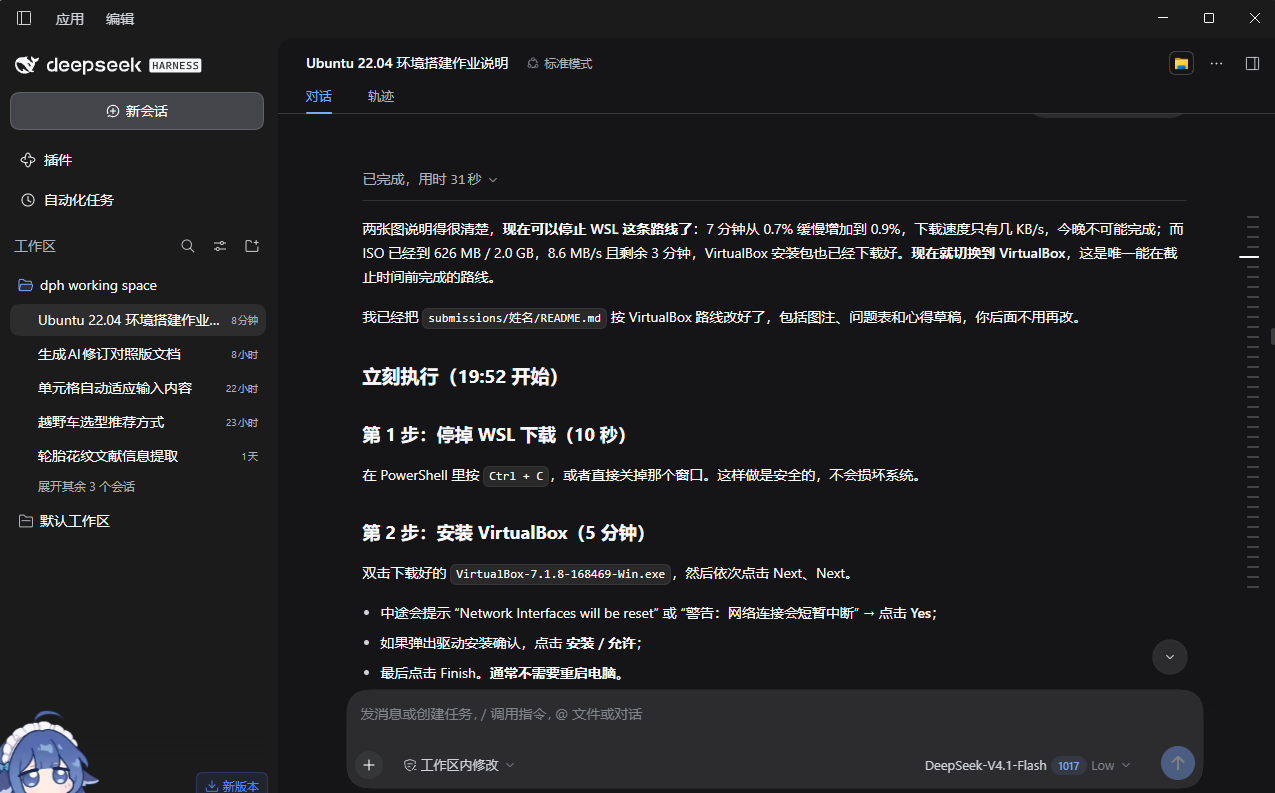 应用 编辑
deepseek HARNESS
新会话
插件
自动化任务
工作区
dph working space
Ubuntu 22.04 环境搭建作业... 8分钟
生成AI修订对照版文档 8小时
单元格自动适应输入内容 22小时
越野车选型推荐方式 23小时
轮胎花纹文献信息提取 1天
展开其余 3 个会话
默认工作区
新版本
Ubuntu 22.04 环境搭建作业说明 标准模式
对话 轨迹
已完成，用时 31秒
两张图说明得很清楚，现在可以停止 WSL 这条路线了：7 分钟从 0.7% 缓慢增加到 0.9%，下载速度只有几 KB/s，今晚不可能完成；而
ISO 已经到 626 MB / 2.0 GB，8.6 MB/s 且剩余 3 分钟，VirtualBox 安装包也已经下载好。现在就切换到 VirtualBox，这是唯一能在截
止时间前完成的路线。
我已经把 submissions/姓名/README.md 按 VirtualBox 路线改好了，包括图注、问题表和心得草稿，你后面不用再改。
立刻执行（19:52 开始）
第 1 步：停掉 WSL 下载（10 秒）
在 PowerShell 里按 Ctrl + C，或者直接关掉那个窗口。这样做是安全的，不会损坏系统。
第 2 步：安装 VirtualBox（5 分钟）
双击下载好的 VirtualBox-7.1.8-168469-Win.exe，然后依次点击 Next、Next。
• 中途会提示 “Network Interfaces will be reset” 或 “警告：网络连接会短暂中断” → 点击 Yes；
• 如果弹出驱动安装确认，点击 安装 / 允许；
• 最后点击 Finish。通常不需要重启电脑。
发消息或创建任务, / 调用指令, @ 文件或对话
工作区内修改 DeepSeek-V4.1-Flash 1017 Low